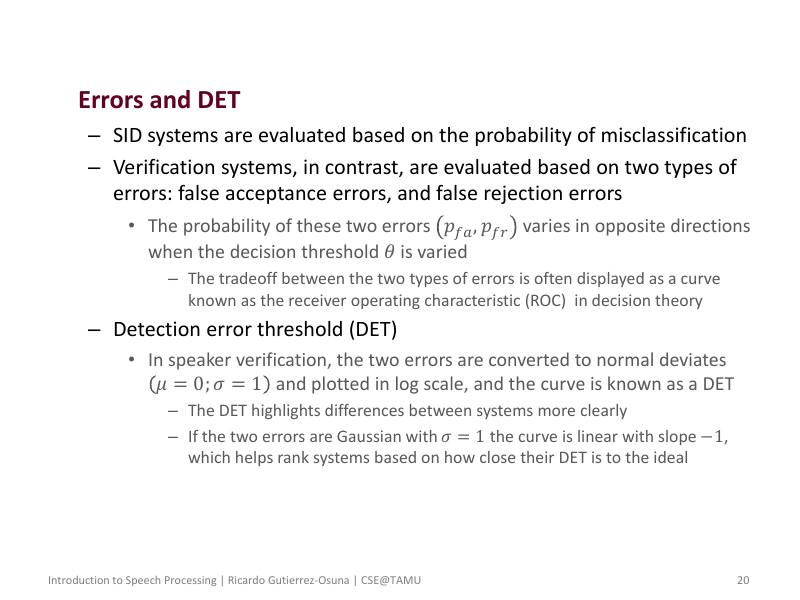 Errors and DET
– SID systems are evaluated based on the probability of misclassification
– Verification systems, in contrast, are evaluated based on two types of
errors: false acceptance errors, and false rejection errors
• The probability of these two errors (𝑝𝑓𝑎, 𝑝𝑓𝑟) varies in opposite directions
when the decision threshold 𝜃 is varied
– The tradeoff between the two types of errors is often displayed as a curve
known as the receiver operating characteristic (ROC) in decision theory
– Detection error threshold (DET)
• In speaker verification, the two errors are converted to normal deviates
(𝜇 = 0; 𝜎 = 1) and plotted in log scale, and the curve is known as a DET
– The DET highlights differences between systems more clearly
– If the two errors are Gaussian with 𝜎 = 1 the curve is linear with slope −1,
which helps rank systems based on how close their DET is to the ideal
Introduction to Speech Processing | Ricardo Gutierrez-Osuna | CSE@TAMU 20